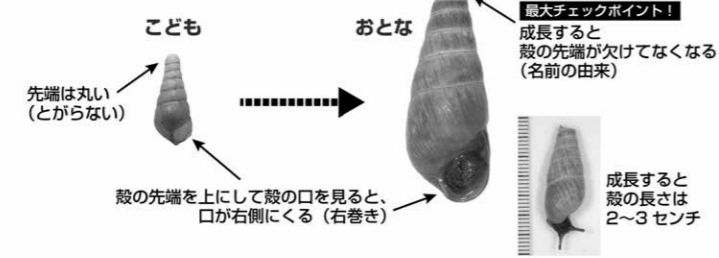 こども
おとな
最大チェックポイント！
成長すると
殻の先端が欠けてなくなる
（名前の由来）
先端は丸い
（とがらない）
殻の先端を上にして殻の口を見ると、
口が右側にくる（右巻き）
成長すると
殻の長さは
2〜3センチ